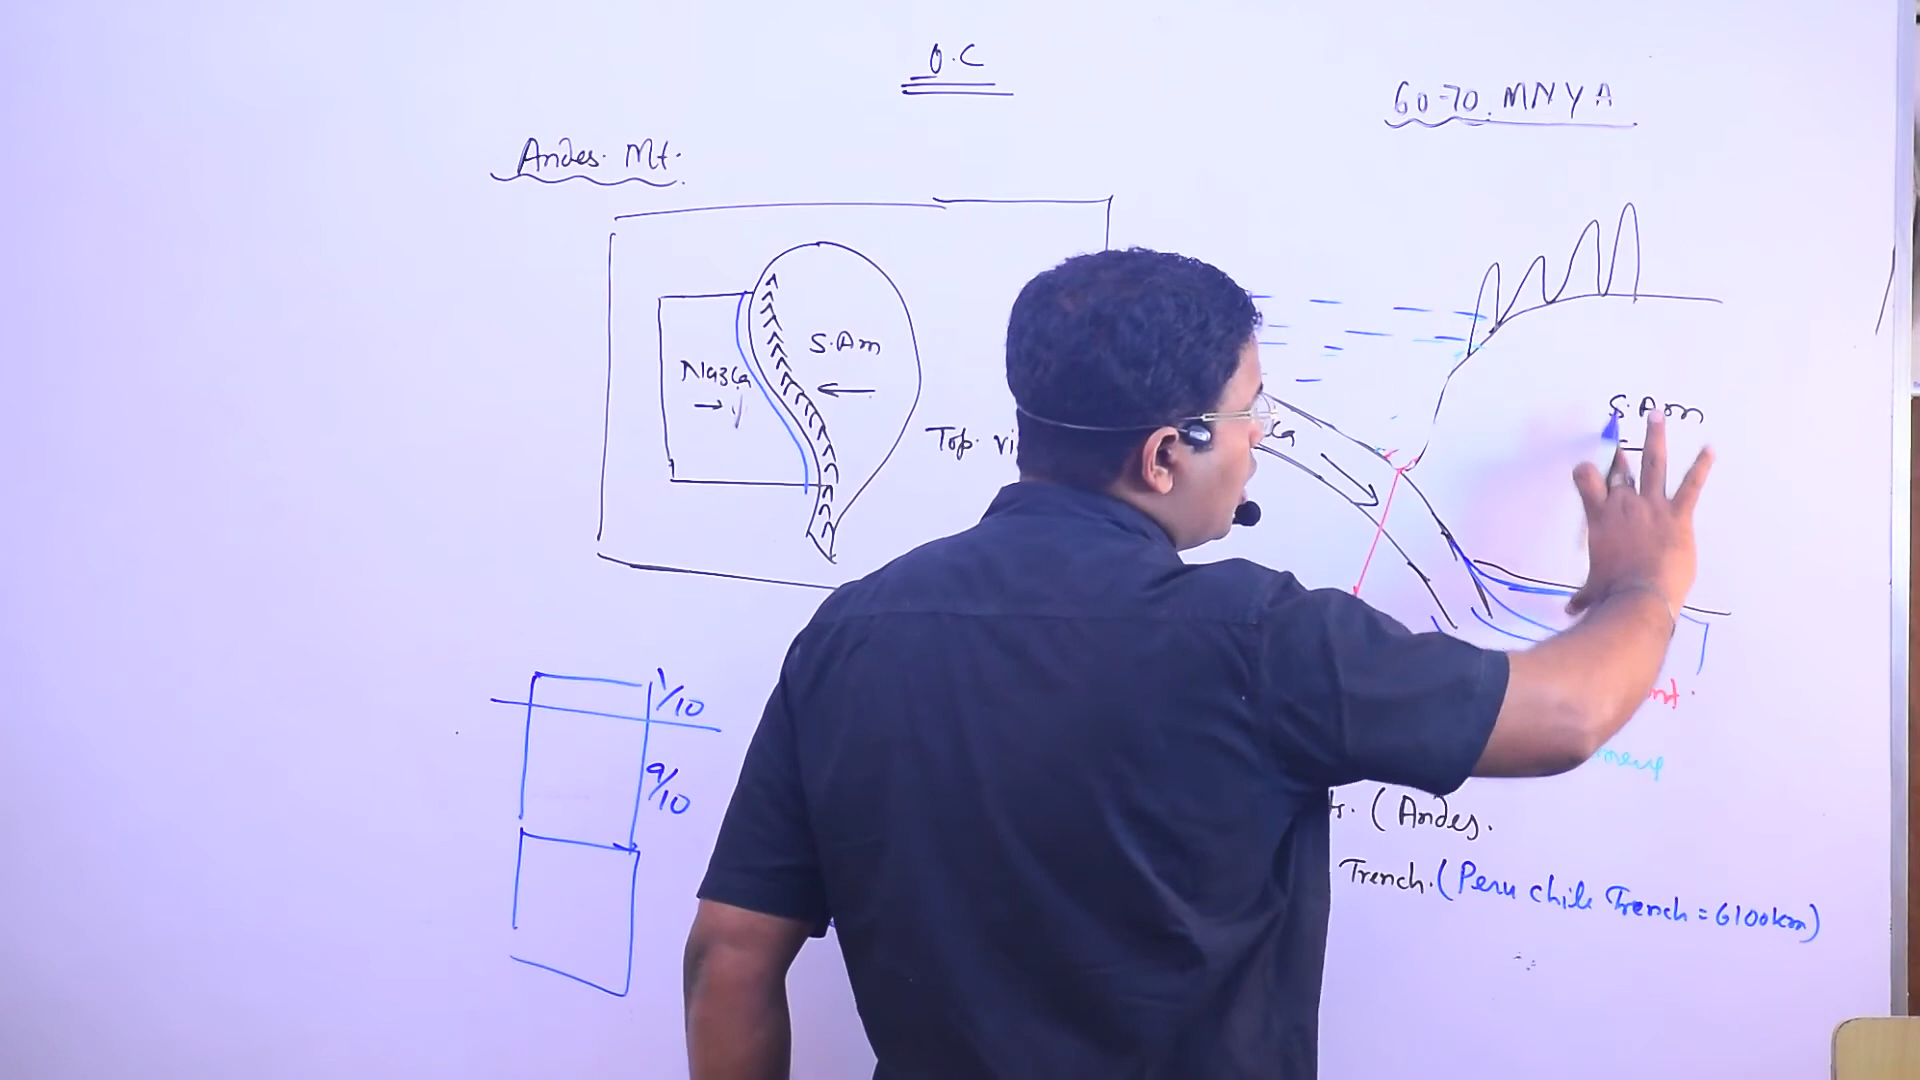 O.C
60-70.MNYA
Andes. Mt.
S.Am
Nazca
Top.
S.Am
1/10
9/10
(Andes.
Trench.(Peru chile Trench = 6100km)